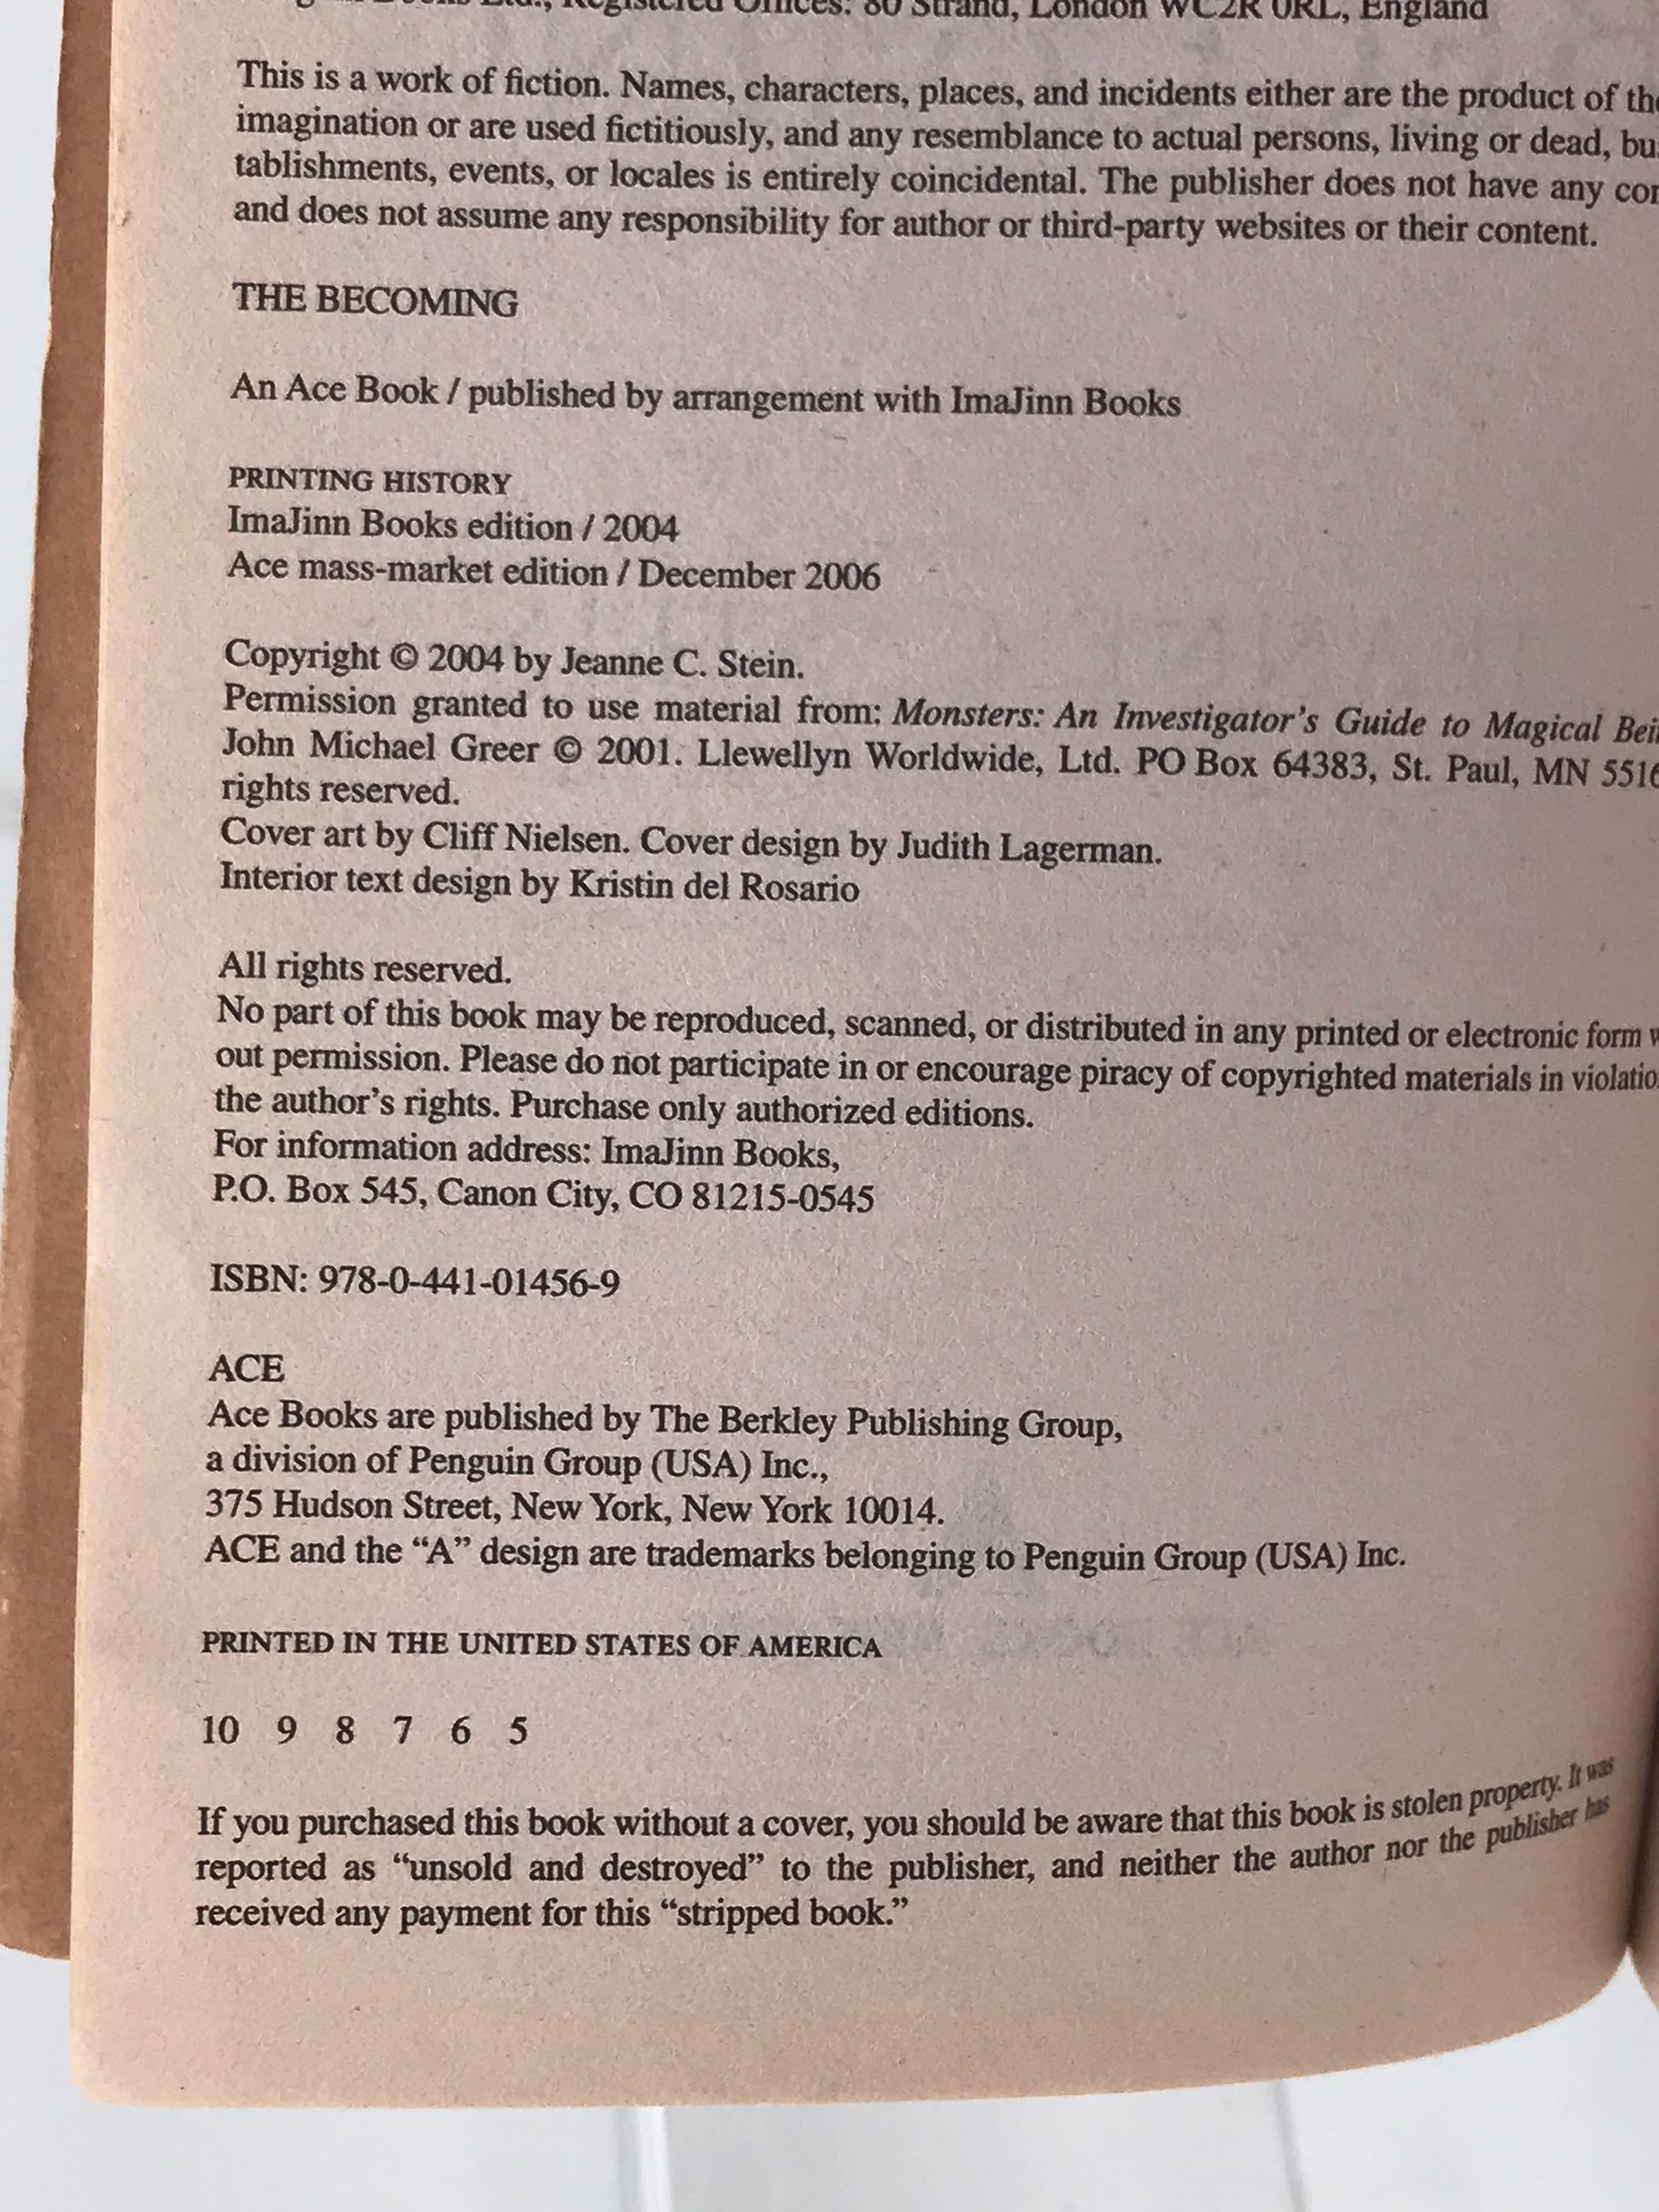 Books Ltd., Registered Offices: 80 Strand, London WC2R 0RL, England
This is a work of fiction. Names, characters, places, and incidents either are the product of the
imagination or are used fictitiously, and any resemblance to actual persons, living or dead, bus
tablishments, events, or locales is entirely coincidental. The publisher does not have any con
and does not assume any responsibility for author or third-party websites or their content.
THE BECOMING
An Ace Book / published by arrangement with ImaJinn Books
PRINTING HISTORY
ImaJinn Books edition / 2004
Ace mass-market edition / December 2006
Copyright © 2004 by Jeanne C. Stein.
Permission granted to use material from: Monsters: An Investigator's Guide to Magical Bei
John Michael Greer © 2001. Llewellyn Worldwide, Ltd. PO Box 64383, St. Paul, MN 5516
rights reserved.
Cover art by Cliff Nielsen. Cover design by Judith Lagerman.
Interior text design by Kristin del Rosario
All rights reserved.
No part of this book may be reproduced, scanned, or distributed in any printed or electronic form w
out permission. Please do not participate in or encourage piracy of copyrighted materials in violatio
the author's rights. Purchase only authorized editions.
For information address: ImaJinn Books,
P.O. Box 545, Canon City, CO 81215-0545
ISBN: 978-0-441-01456-9
ACE
Ace Books are published by The Berkley Publishing Group,
a division of Penguin Group (USA) Inc.,
375 Hudson Street, New York, New York 10014.
ACE and the “A” design are trademarks belonging to Penguin Group (USA) Inc.
PRINTED IN THE UNITED STATES OF AMERICA
10 9 8 7 6 5
If you purchased this book without a cover, you should be aware that this book is stolen property. It was
reported as “unsold and destroyed” to the publisher, and neither the author nor the publisher has
received any payment for this “stripped book.”